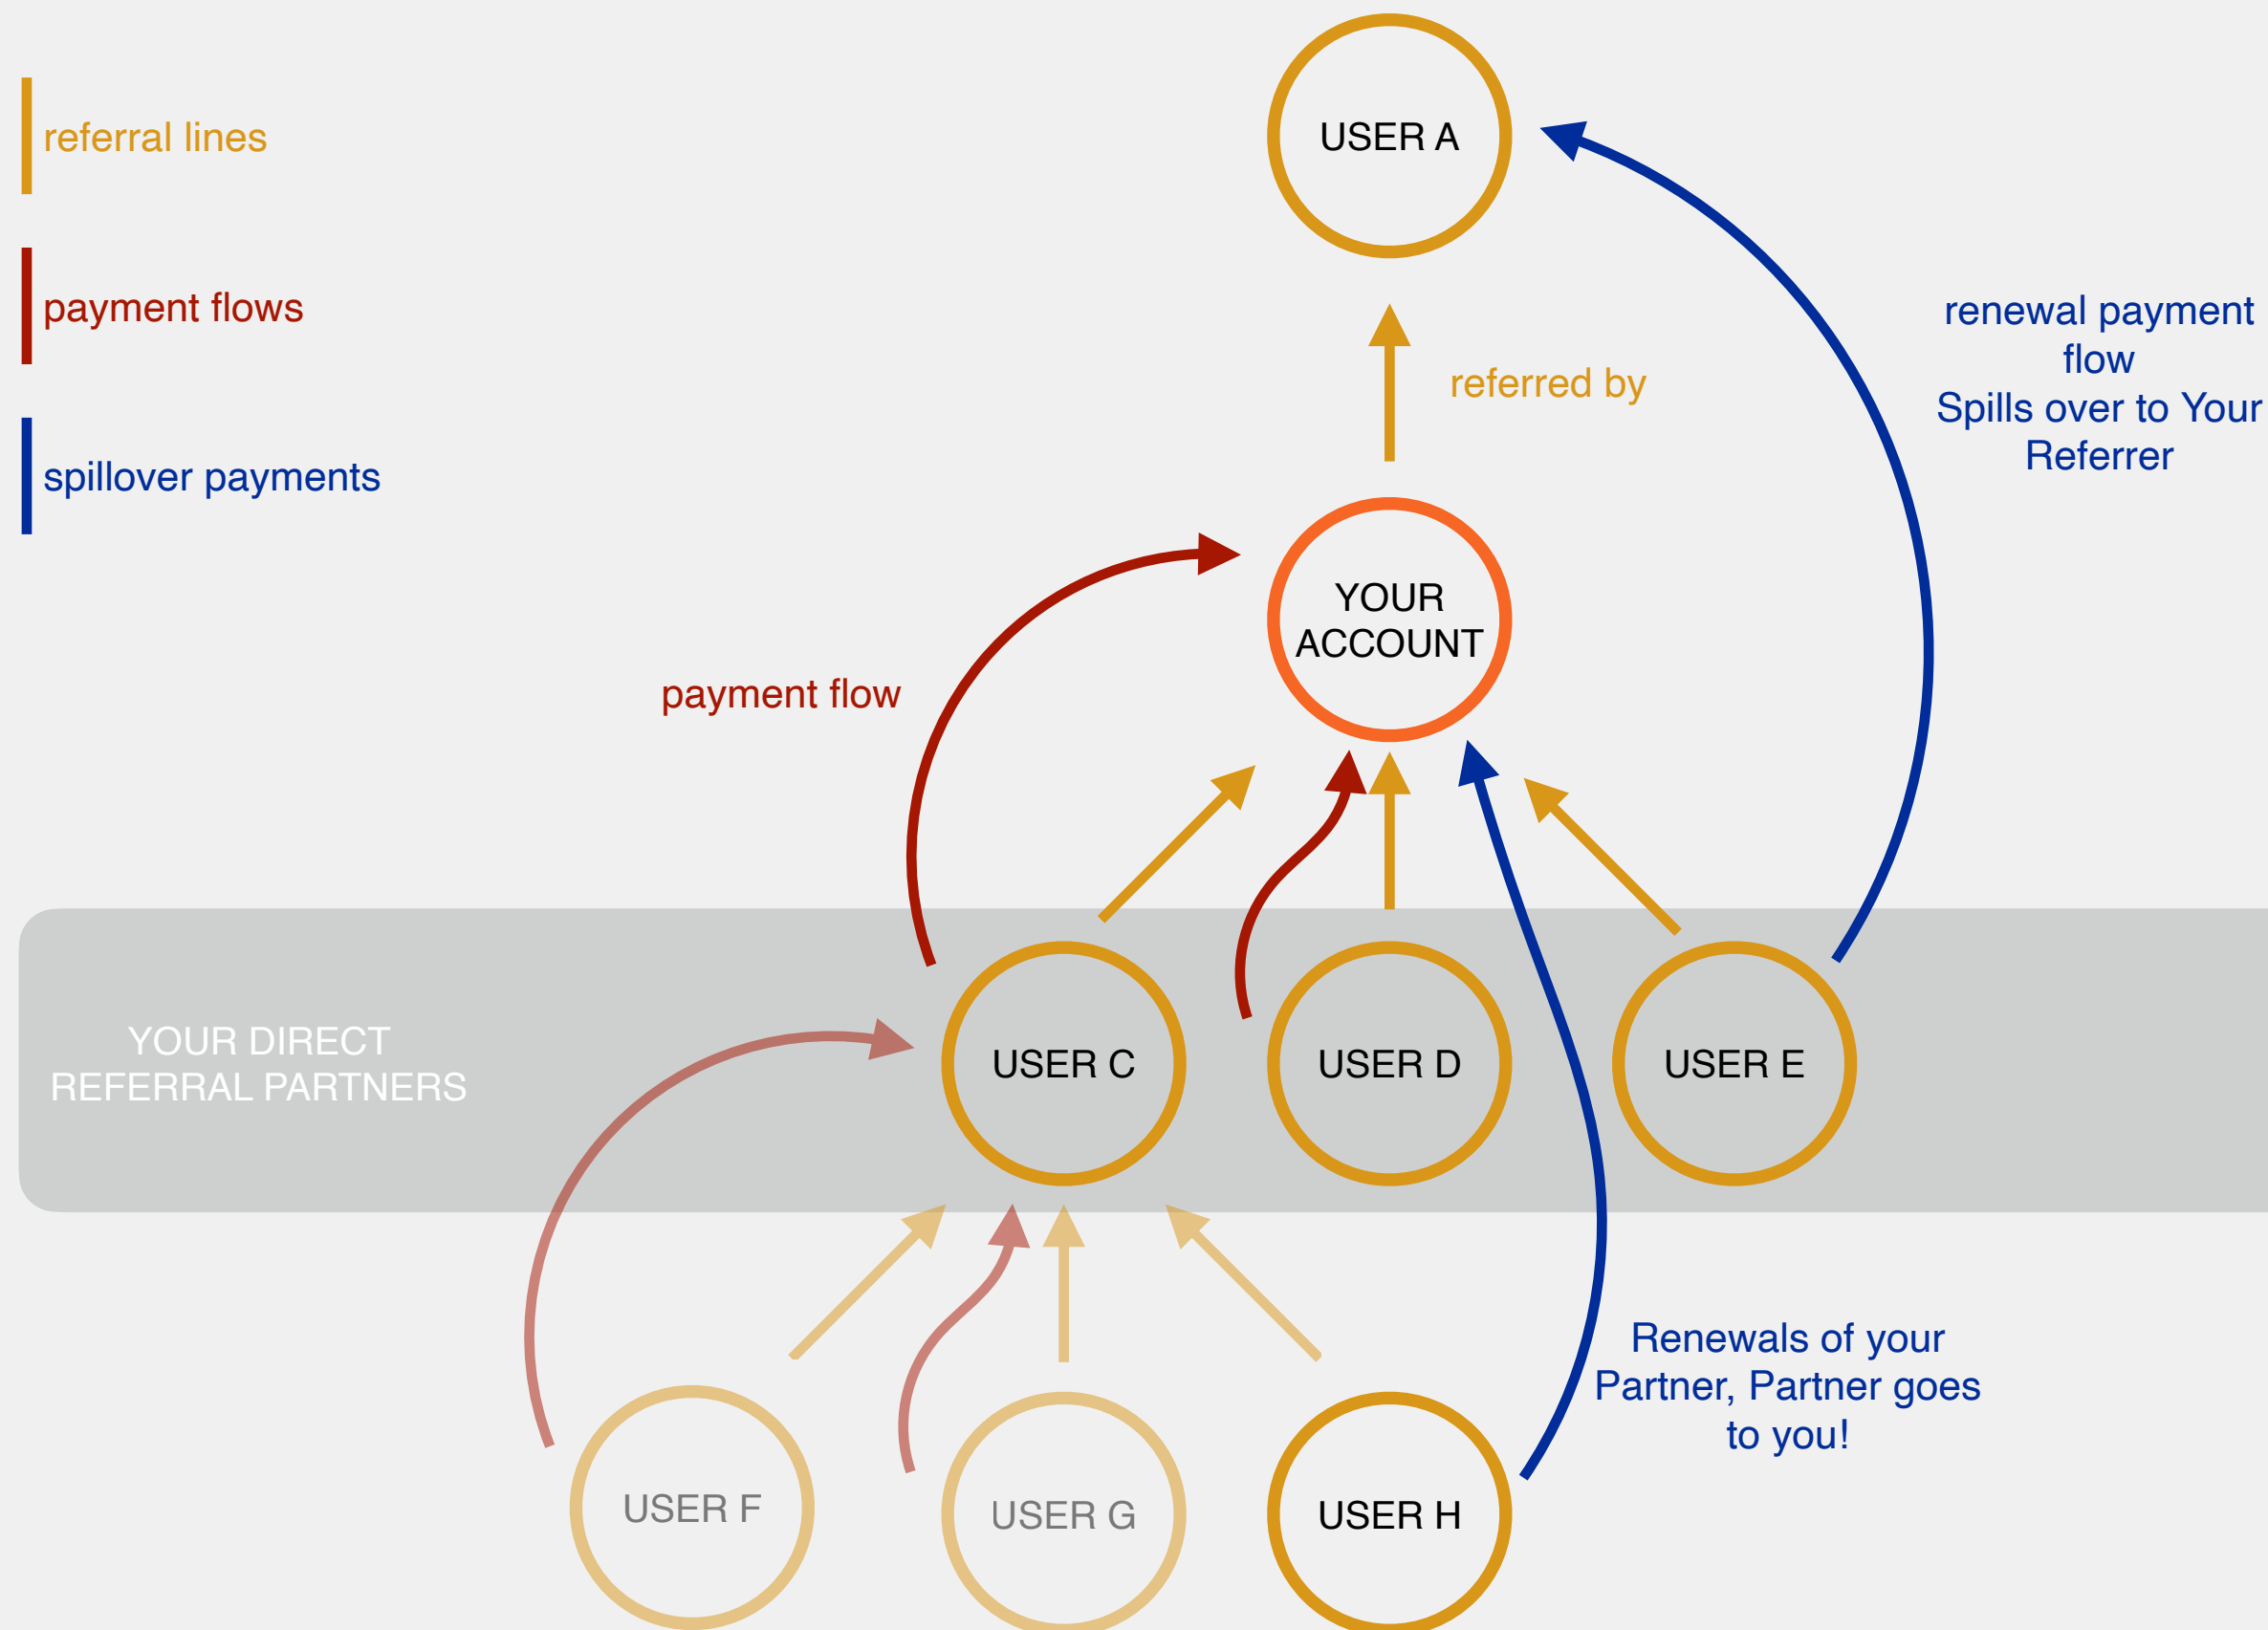 USER A
referral lines
payment flows
spillover payments
referred by
renewal payment
flow
Spills over to Your
Referrer
YOUR
ACCOUNT
payment flow
YOUR DIRECT
REFERRAL PARTNERS
USER C
USER D
USER E
Renewals of your
Partner, Partner goes
to you!
USER F
USER G
USER H